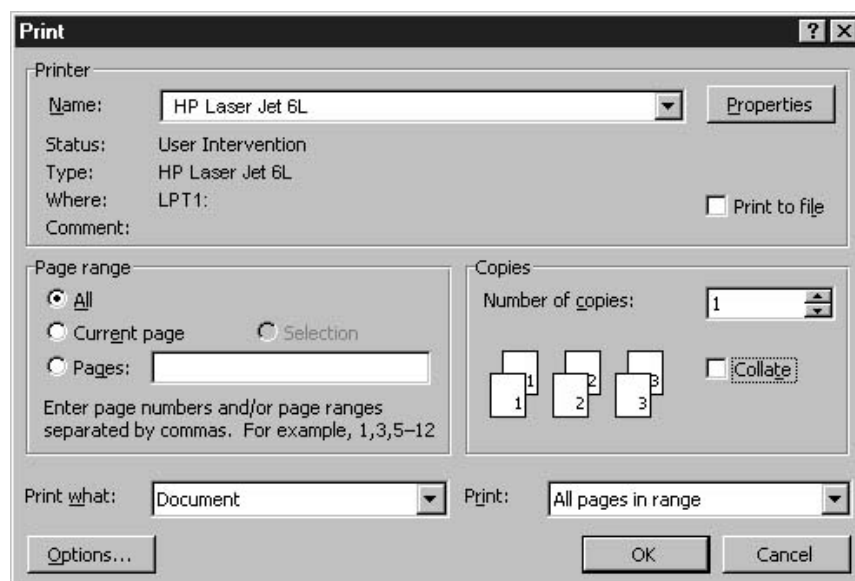 Print
Printer
Name: HP Laser Jet 6L Properties
Status: User Intervention
Type: HP Laser Jet 6L
Where: LPT1: Print to file
Comment:
Page range
All
Current page Selection
Pages:
Enter page numbers and/or page ranges
separated by commas. For example, 1,3,5–12
Copies
Number of copies: 1
1 1 2 2 3 3 Collate
Print what: Document Print: All pages in range
Options... OK Cancel